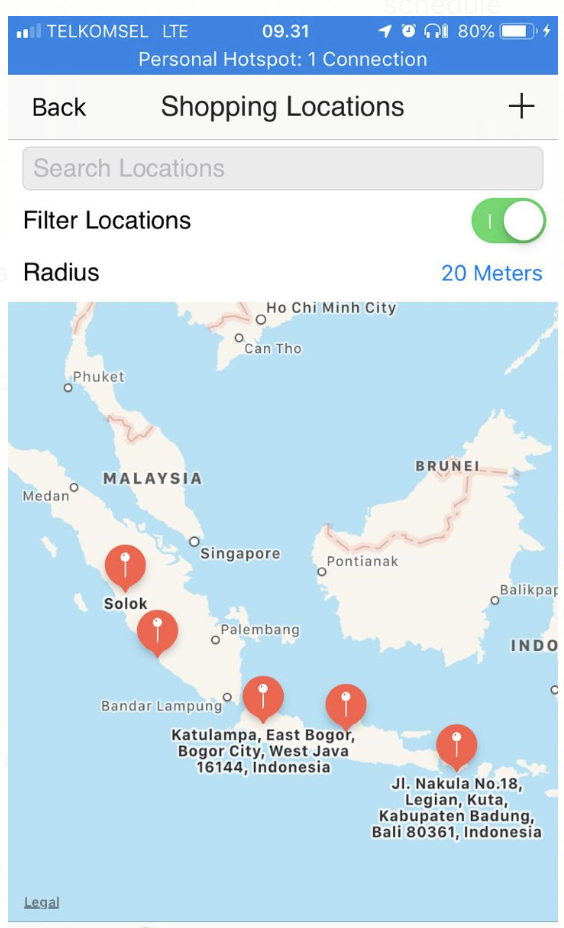 schedule
TELKOMSEL LTE 09.31 80%
Personal Hotspot: 1 Connection
Back Shopping Locations +
Search Locations
Filter Locations
Radius 20 Meters
Ho Chi Minh City
Can Tho
Phuket
BRUNEI
MALAYSIA
Medan
Singapore
Pontianak
Balikpap
Solok
Palembang
INDO
Bandar Lampung
Katulampa, East Bogor,
Bogor City, West Java
16144, Indonesia
Jl. Nakula No.18,
Legian, Kuta,
Kabupaten Badung,
Bali 80361, Indonesia
Legal